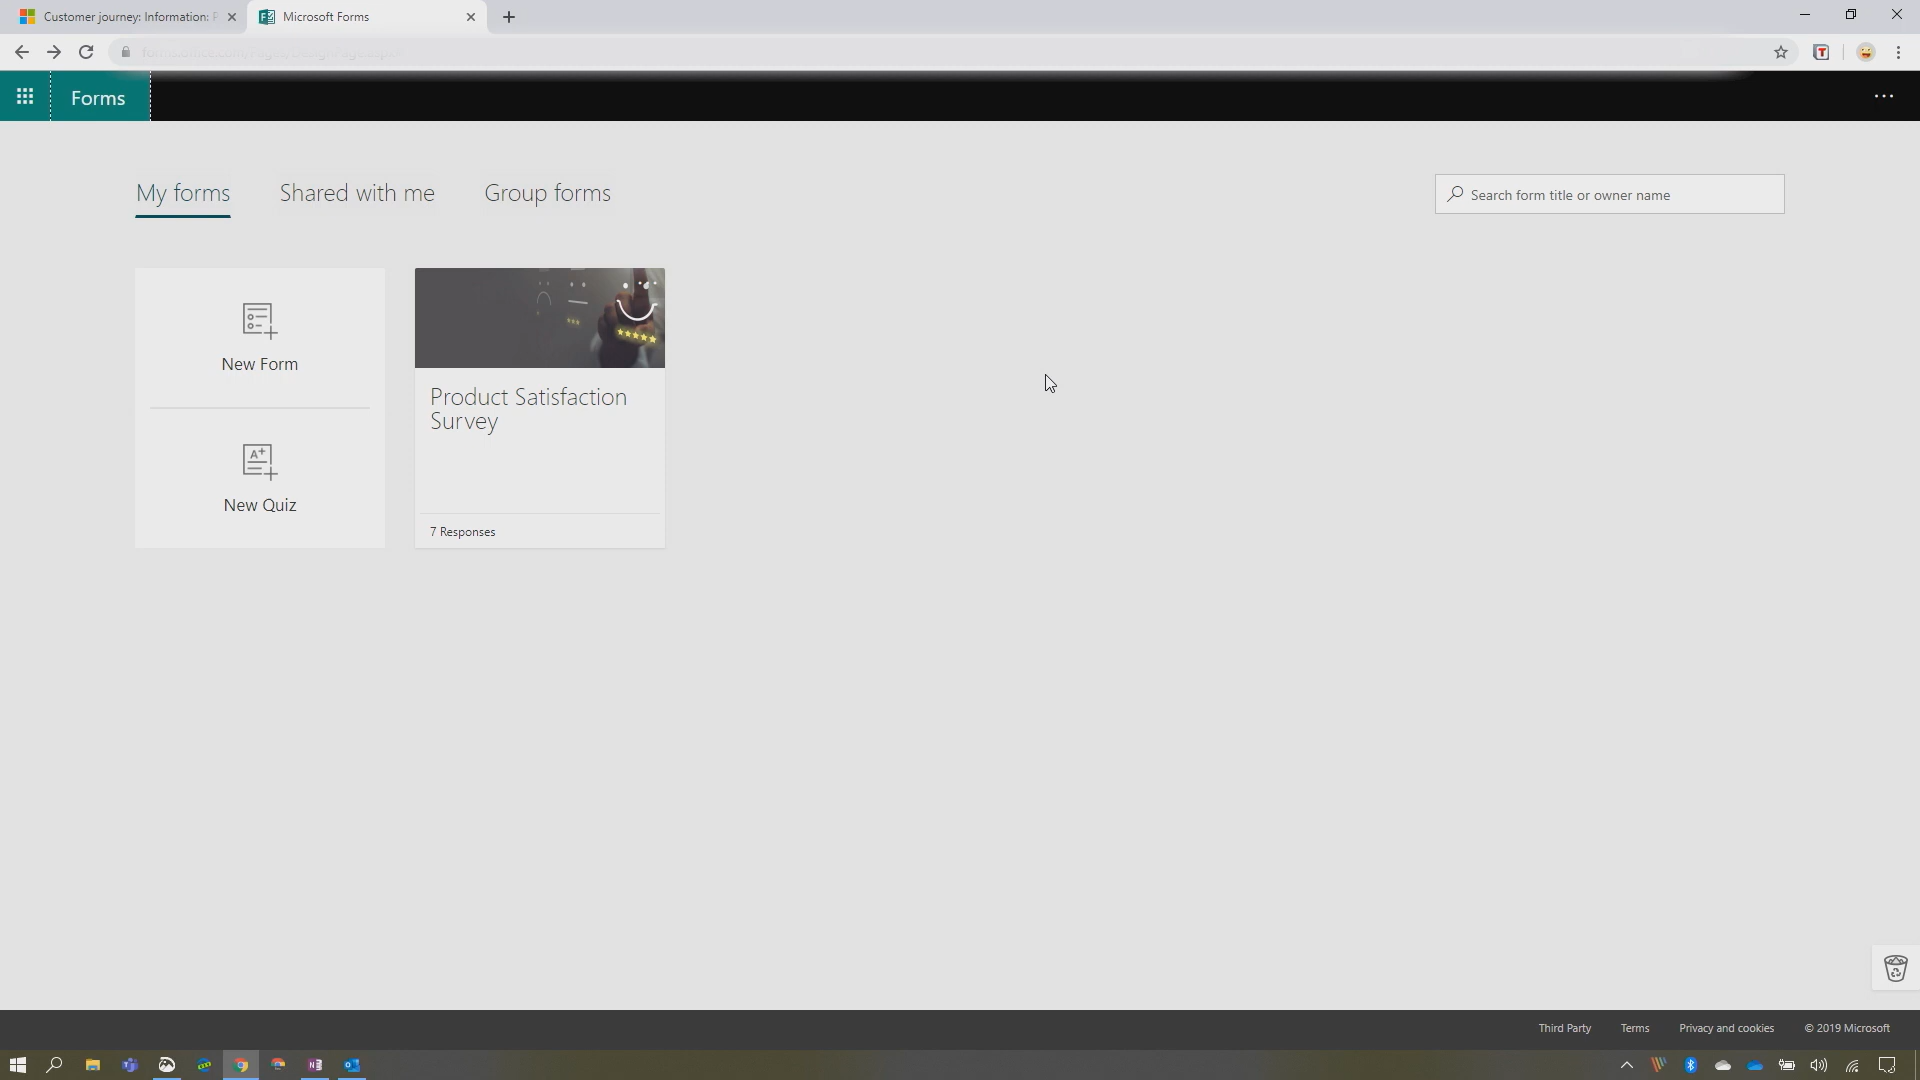 Customer journey: Information:
Microsoft Forms
Forms
My forms
Shared with me
Group forms
Search form title or owner name
New Form
Product Satisfaction
Survey
New Quiz
7 Responses
Third Party
Terms
Privacy and cookies
© 2019 Microsoft